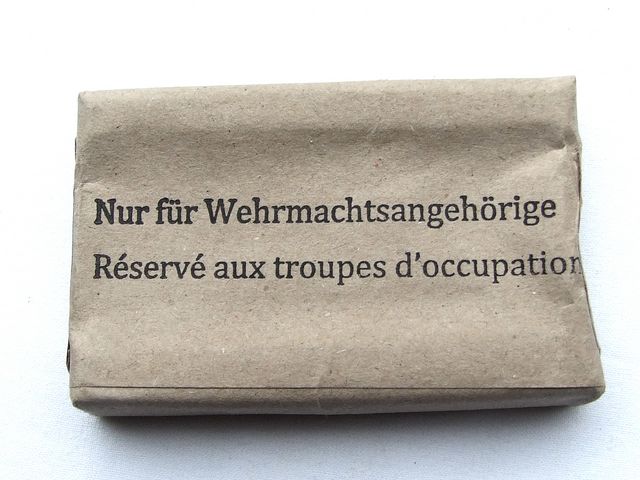 Nur für Wehrmachtsangehörige
Réservé aux troupes d’occupation